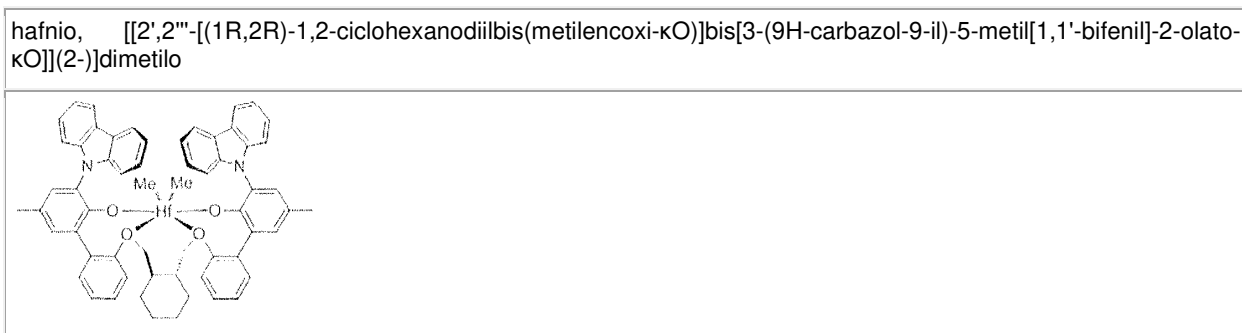 hafnio, [[2',2'''-[(1R,2R)-1,2-ciclohexanodiilbis(metilencoxi-κO)]bis[3-(9H-carbazol-9-il)-5-metil[1,1'-bifenil]-2-olato-
κO]](2-)]dimetilo
N N
Me Me
O Hf O
O O